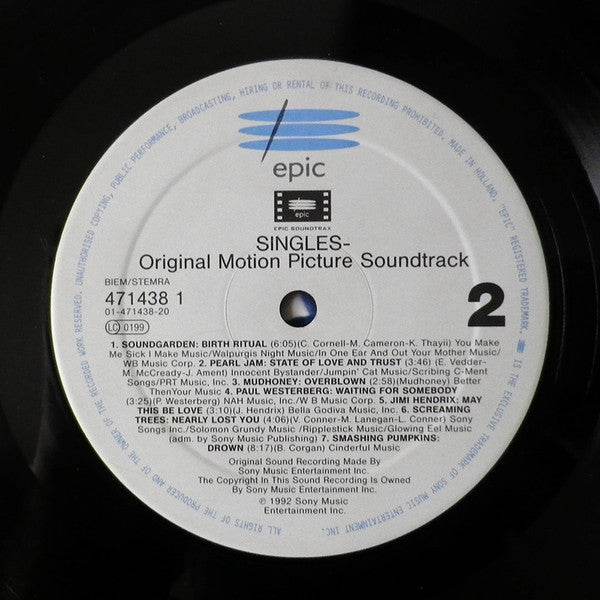 ALL RIGHTS OF THE PRODUCER AND OF THE OWNER OF THE RECORDED WORK RESERVED. UNAUTHORISED COPYING, PUBLIC PERFORMANCE, BROADCASTING, HIRING OR RENTAL OF THIS RECORDING PROHIBITED. MADE IN HOLLAND. "EPIC" REGISTERED TRADEMARK. IS THE EXCLUSIVE TRADEMARK OF SONY MUSIC ENTERTAINMENT INC.
epic
epic
EPIC SOUNDTRAX
SINGLES-
Original Motion Picture Soundtrack
BIEM/STEMRA
471438 1
01-471438-20
LC 0199
2
1. SOUNDGARDEN: BIRTH RITUAL (6:05)(C. Cornell-M. Cameron-K. Thayil) You Make
Me Sick I Make Music/Walpurgis Night Music/In One Ear And Out Your Mother Music/
WB Music Corp. 2. PEARL JAM: STATE OF LOVE AND TRUST (3:46) (E. Vedder-
M. McCready-J. Ament) Innocent Bystander/Jumpin' Cat Music/Scribing C-Ment
Songs/PRT Music, Inc. 3. MUDHONEY: OVERBLOWN (2:58)(Mudhoney) Better
ThenYour Music 4. PAUL WESTERBERG: WAITING FOR SOMEBODY
(3:25)(P. Westerberg) NAH Music, Inc./W B Music Corp. 5. JIMI HENDRIX: MAY
THIS BE LOVE (3:10)(J. Hendrix) Bella Godiva Music, Inc. 6. SCREAMING
TREES: NEARLY LOST YOU (4:06)(V. Conner-M. Lanegan-L. Conner) Sony
Songs Inc./Solomon Grundy Music /Ripplestick Music/Glowing Eel Music
(adm. by Sony Music Publishing) 7. SMASHING PUMPKINS:
DROWN (8:17)(B. Corgan) Cinderful Music
Original Sound Recording Made By
Sony Music Entertainment Inc.
The Copyright In This Sound Recording Is Owned
By Sony Music Entertainment Inc.
℗ 1992 Sony Music
Entertainment Inc.